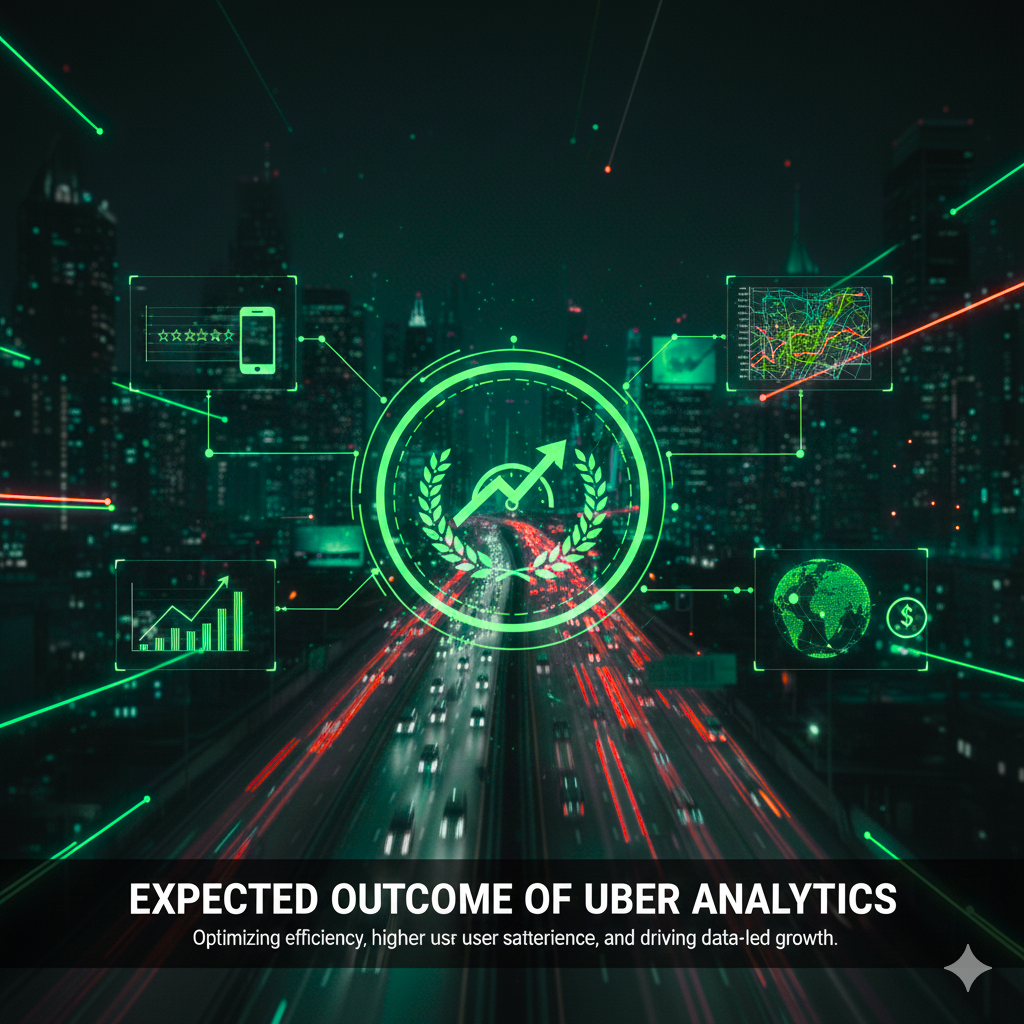 $
EXPECTED OUTCOME OF UBER ANALYTICS
Optimizing efficiency, higher usr user satterience, and driving data-led growth.